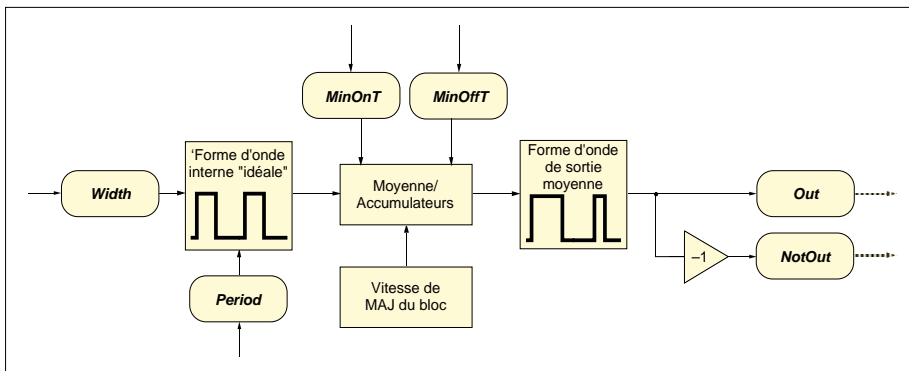 MinOnT
MinOffT
Width
‘Forme d'onde
interne "idéale"
Moyenne/
Accumulateurs
Forme d'onde
de sortie
moyenne
Out
–1
NotOut
Period
Vitesse de
MAJ du bloc